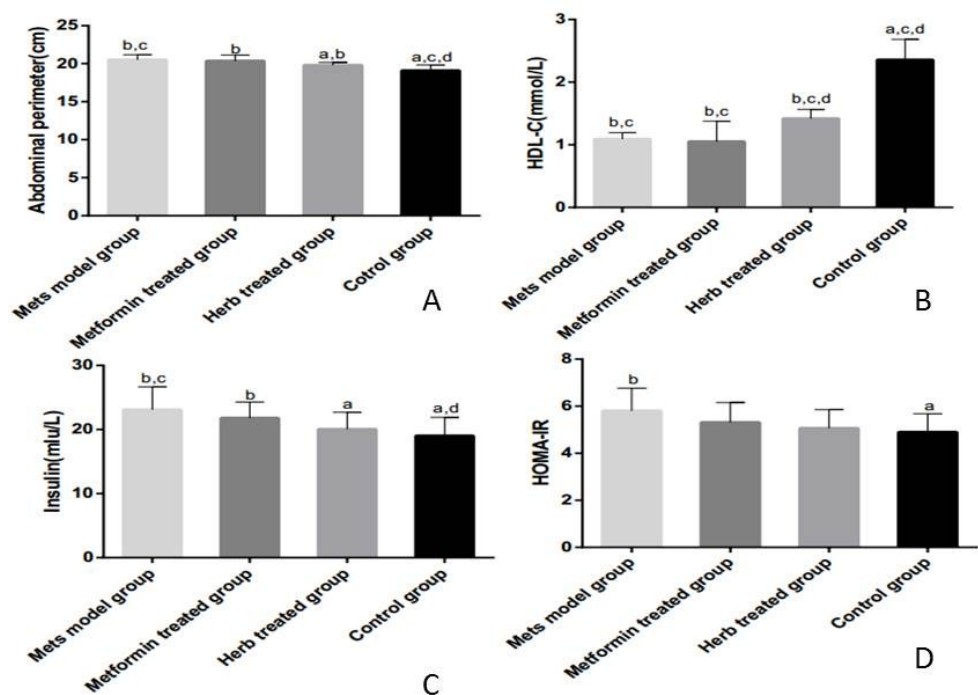 Abdominal perimeter(cm)
25
20
15
10
5
0
b,c
b
a,b
a,c,d
Mets model group
Metformin treated group
Herb treated group
Cotrol group
A
HDL-C(mmol/L)
3
2
1
0
b,c
b,c
b,c,d
a,c,d
Mets model group
Metformin treated group
Herb treated group
Control group
B
Insulin(mlu/L)
30
20
10
0
b,c
b
a
a,d
Mets model group
Metformin treated group
Herb treated group
Control group
C
HOMA-IR
8
6
4
2
0
b
a
Mets model group
Metformin treated group
Herb treated group
Control group
D